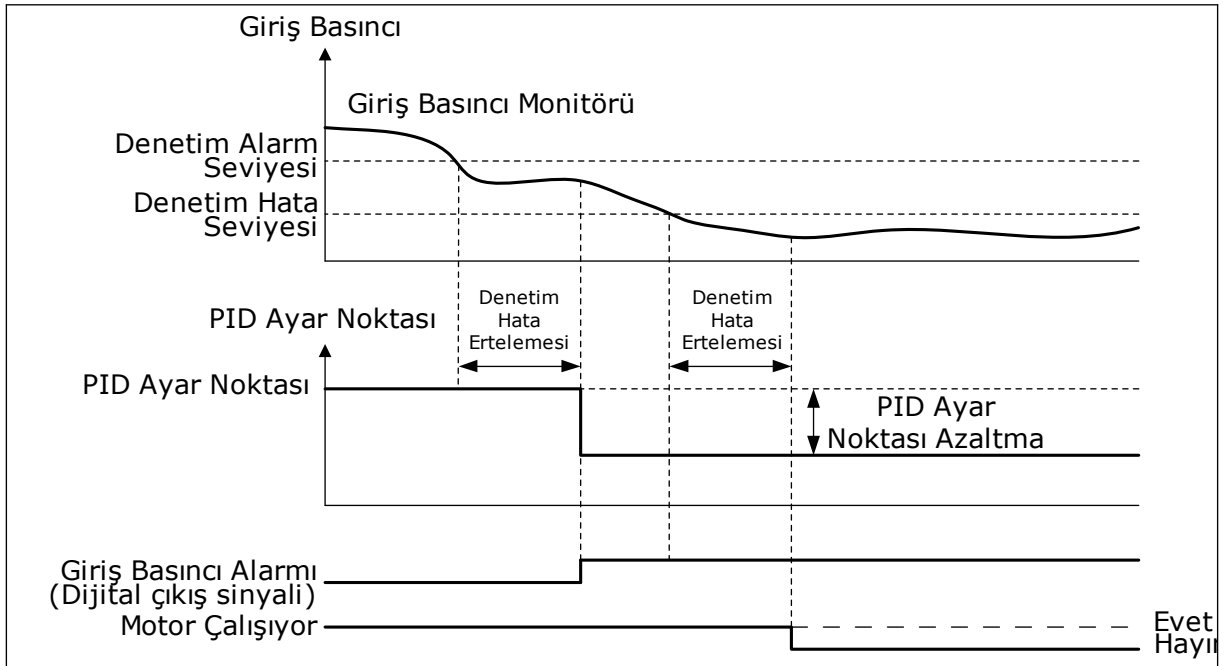 Giriş Basıncı
Giriş Basıncı Monitörü
Denetim Alarm
Seviyesi
Denetim Hata
Seviyesi
PID Ayar Noktası
Denetim
Hata
Ertelemesi
Denetim
Hata
Ertelemesi
PID Ayar Noktası
PID Ayar
Noktası Azaltma
Giriş Basıncı Alarmı
(Dijital çıkış sinyali)
Motor Çalışıyor
Evet
Hayır